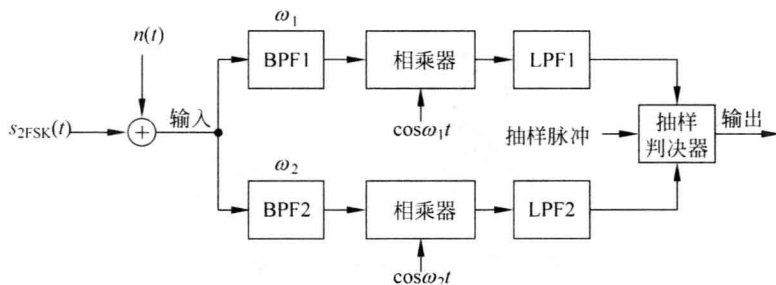 ω₁
n(t)
BPF1
相乘器
LPF1
s₂FSK(t)
+
输入
cosω₁t
抽样脉冲
抽样
判决器
输出
ω₂
BPF2
相乘器
LPF2
cosω₂t